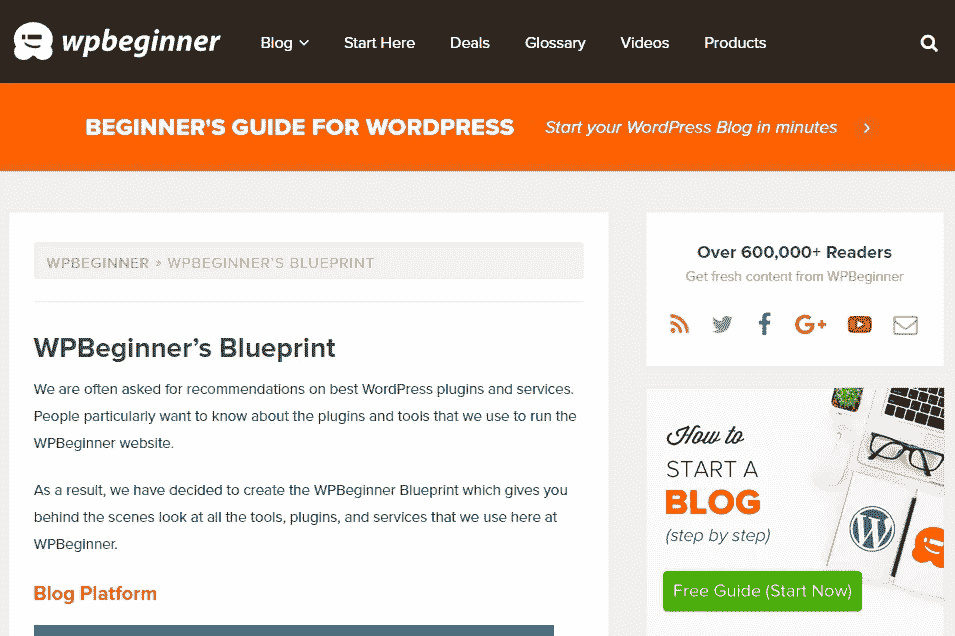 wpbeginner
Blog
Start Here
Deals
Glossary
Videos
Products
BEGINNER'S GUIDE FOR WORDPRESS
Start your WordPress Blog in minutes
WPBEGINNER » WPBEGINNER'S BLUEPRINT
WPBeginner's Blueprint
We are often asked for recommendations on best WordPress plugins and services.
People particularly want to know about the plugins and tools that we use to run the
WPBeginner website.
As a result, we have decided to create the WPBeginner Blueprint which gives you
behind the scenes look at all the tools, plugins, and services that we use here at
WPBeginner.
Blog Platform
Over 600,000+ Readers
Get fresh content from WPBeginner
G+
How to
START A
BLOG
(step by step)
Free Guide (Start Now)